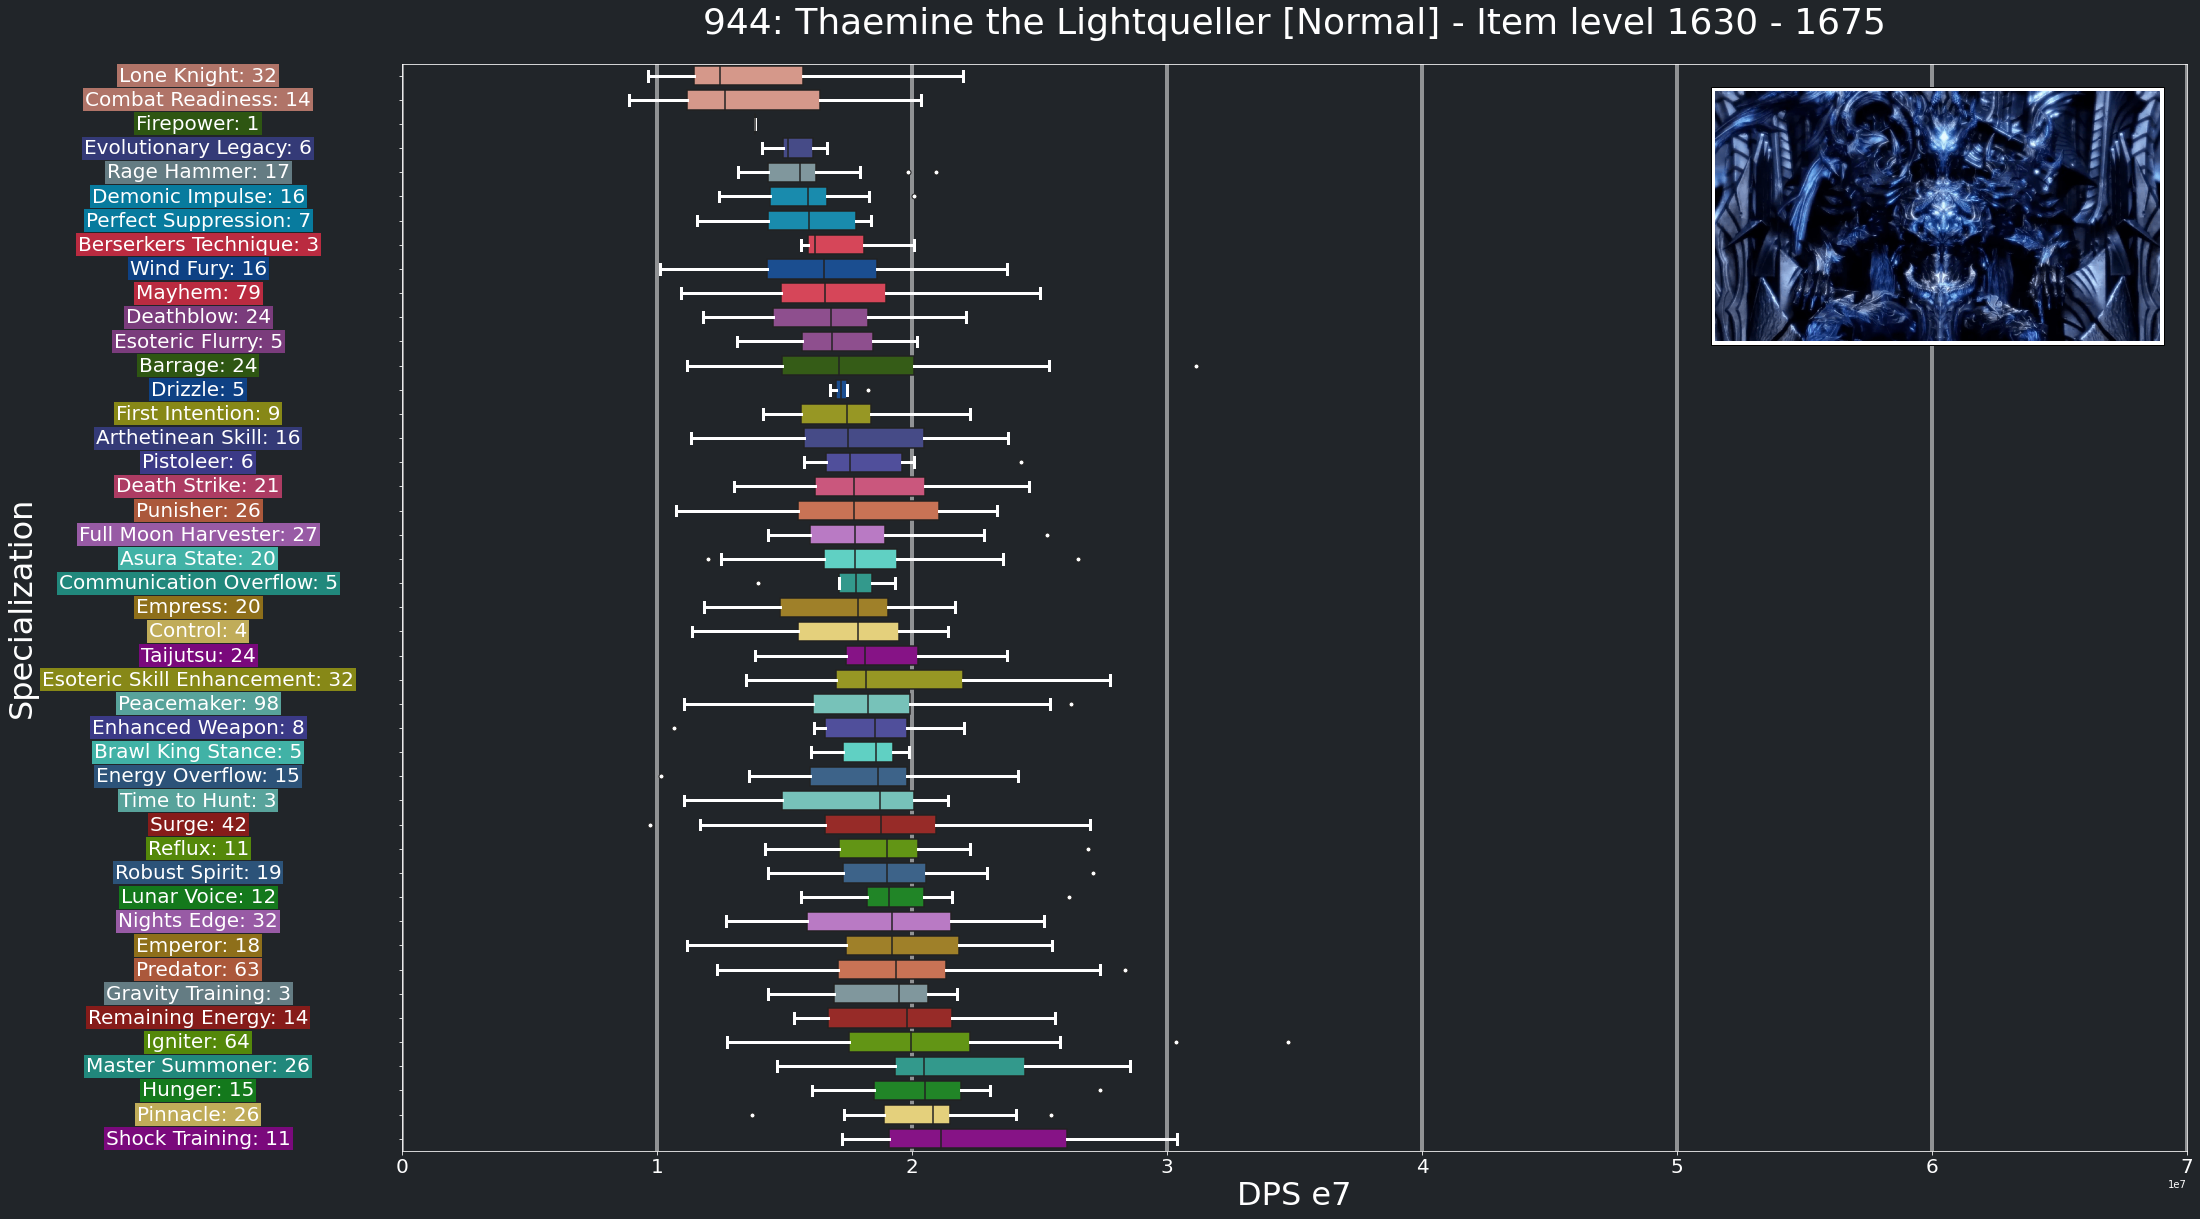 944: Thaemine the Lightqueller [Normal] - Item level 1630 - 1675
Specialization
Lone Knight: 32
Combat Readiness: 14
Firepower: 1
Evolutionary Legacy: 6
Rage Hammer: 17
Demonic Impulse: 16
Perfect Suppression: 7
Berserkers Technique: 3
Wind Fury: 16
Mayhem: 79
Deathblow: 24
Esoteric Flurry: 5
Barrage: 24
Drizzle: 5
First Intention: 9
Arthetinean Skill: 16
Pistoleer: 6
Death Strike: 21
Punisher: 26
Full Moon Harvester: 27
Asura State: 20
Communication Overflow: 5
Empress: 20
Control: 4
Taijutsu: 24
Esoteric Skill Enhancement: 32
Peacemaker: 98
Enhanced Weapon: 8
Brawl King Stance: 5
Energy Overflow: 15
Time to Hunt: 3
Surge: 42
Reflux: 11
Robust Spirit: 19
Lunar Voice: 12
Nights Edge: 32
Emperor: 18
Predator: 63
Gravity Training: 3
Remaining Energy: 14
Igniter: 64
Master Summoner: 26
Hunger: 15
Pinnacle: 26
Shock Training: 11
0 1 2 3 4 5 6 7
1e7
DPS e7